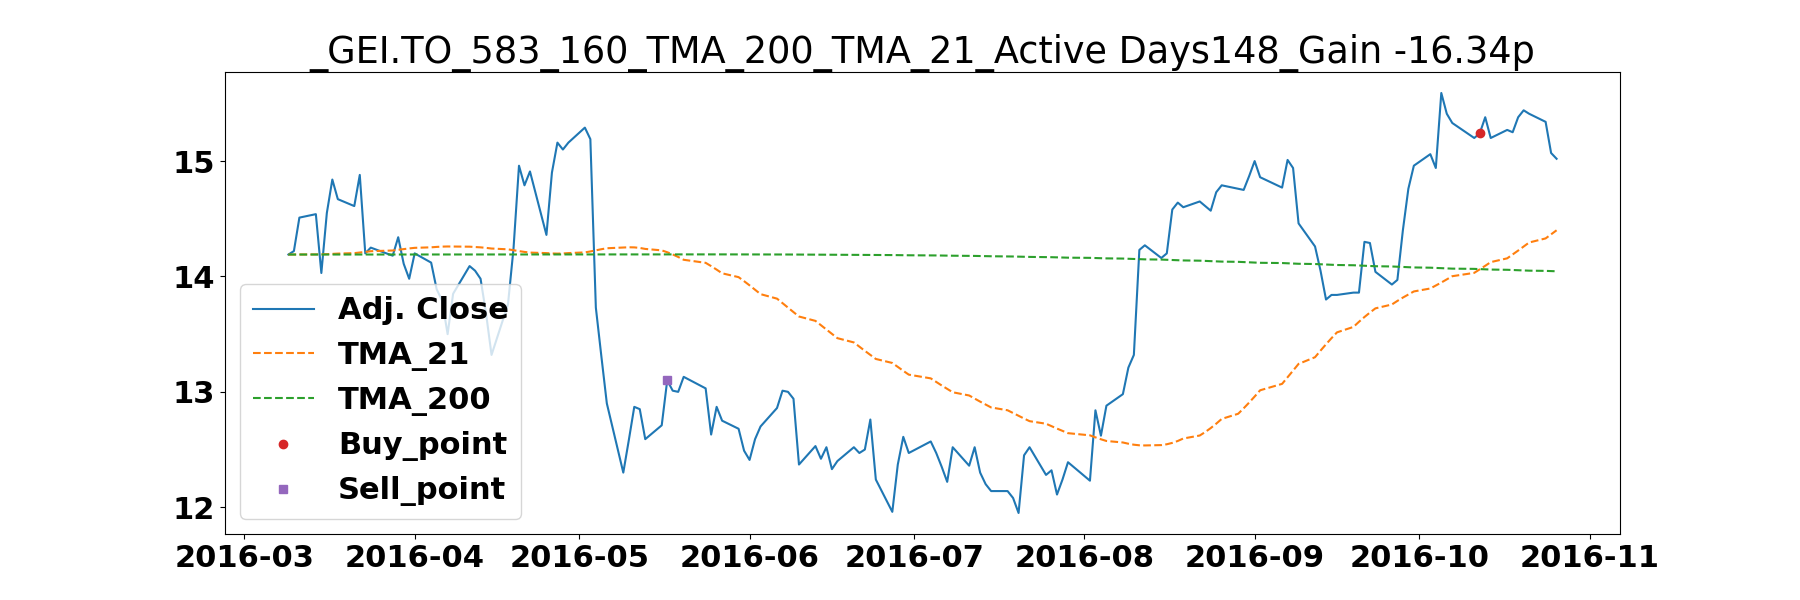 _GEI.TO_583_160_TMA_200_TMA_21_Active Days148_Gain -16.34p
15
14
13
12
Adj. Close
TMA_21
TMA_200
Buy_point
Sell_point
2016-03 2016-04 2016-05 2016-06 2016-07 2016-08 2016-09 2016-10 2016-11